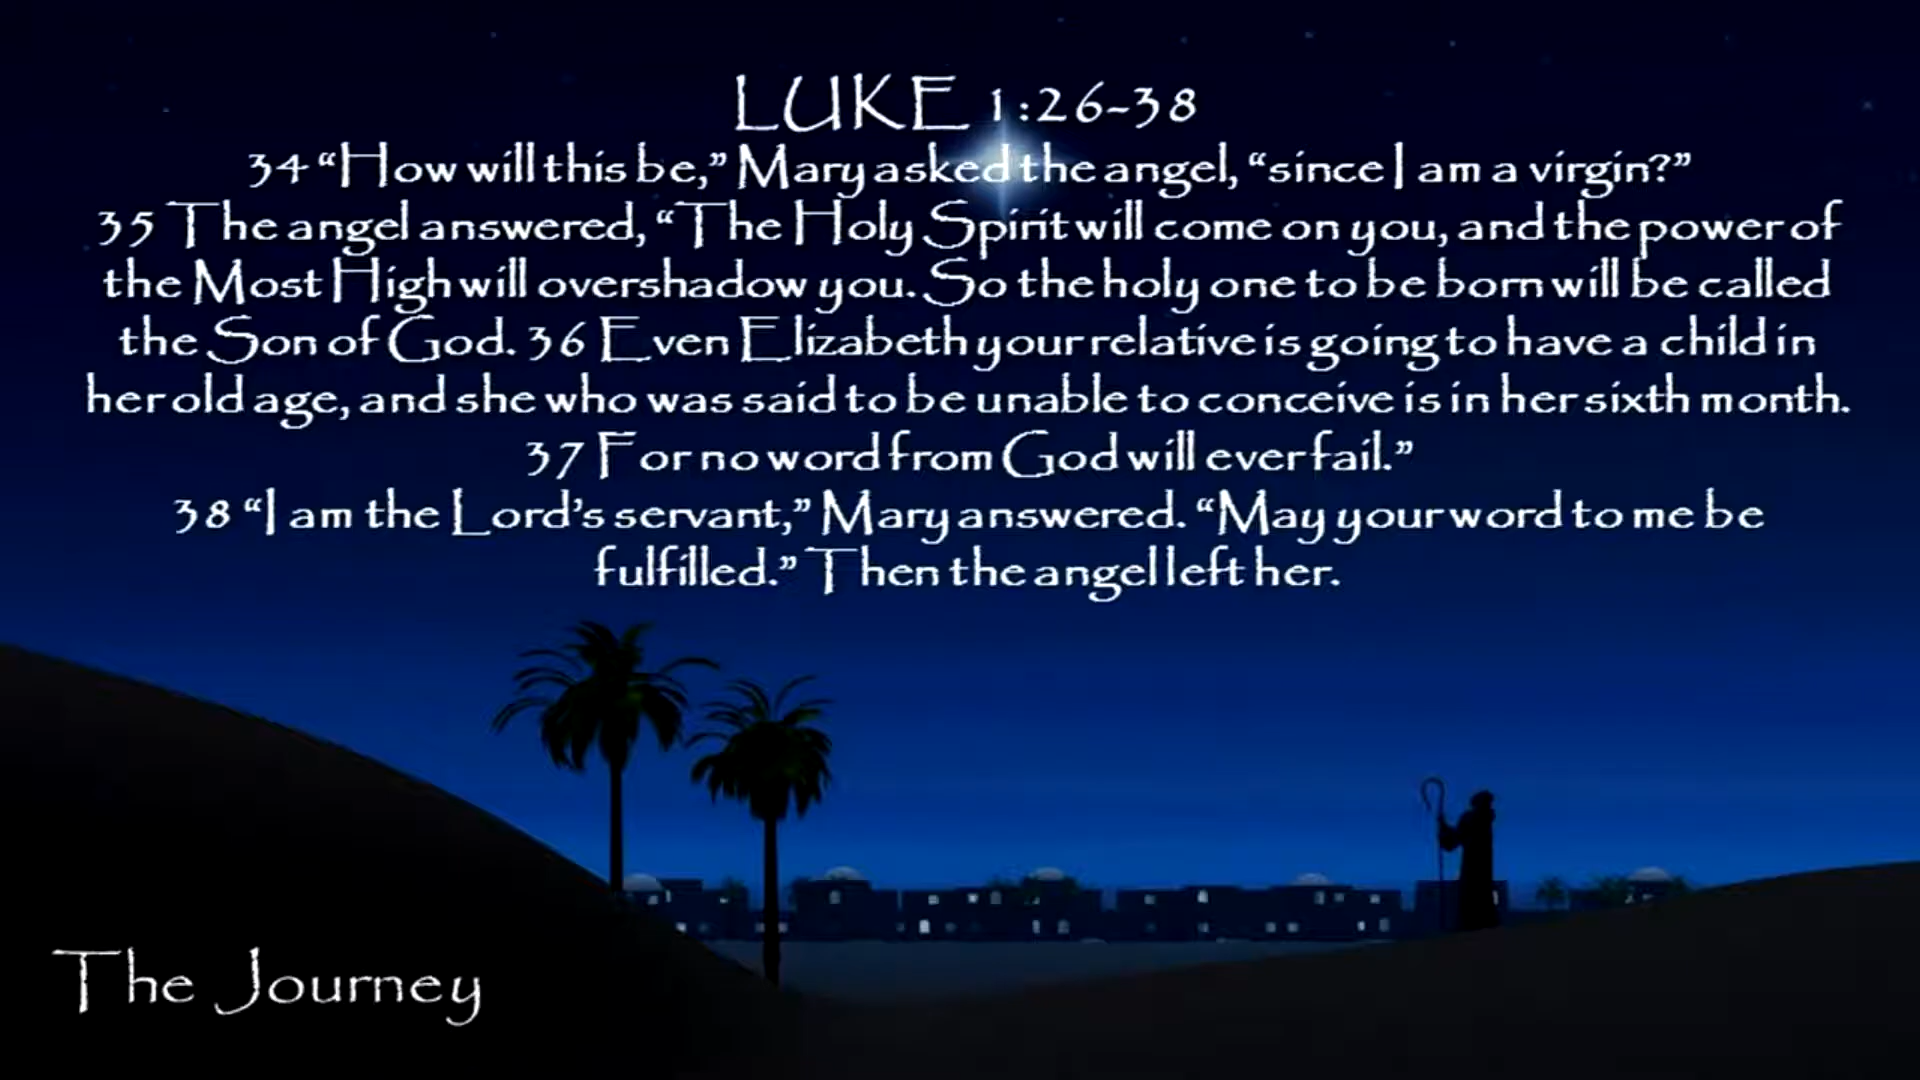 LUKE 1:26-38
34 “How will this be,” Mary asked the angel, “since I am a virgin?”
35 The angel answered, “The Holy Spirit will come on you, and the power of
the Most High will overshadow you. So the holy one to be born will be called
the Son of God. 36 Even Elizabeth your relative is going to have a child in
her old age, and she who was said to be unable to conceive is in her sixth month.
37 For no word from God will ever fail.”
38 “I am the Lord’s servant,” Mary answered. “May your word to me be
fulfilled.” Then the angel left her.
The Journey